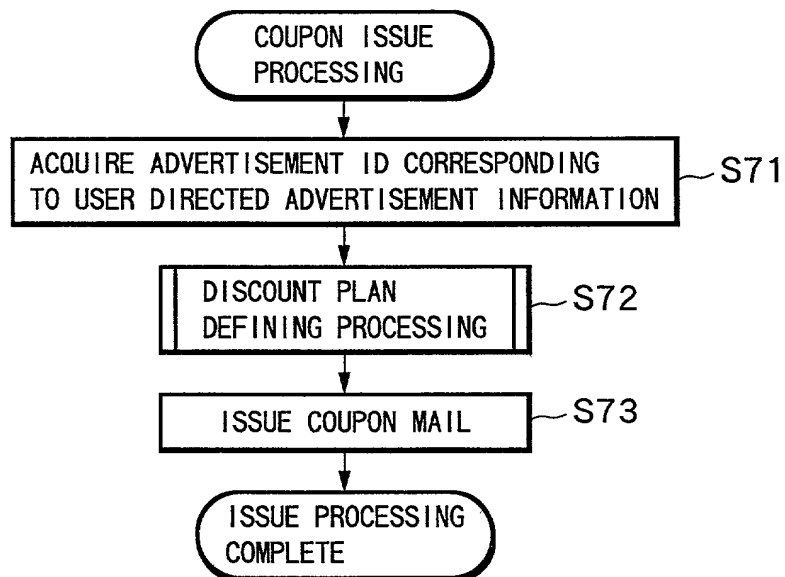 COUPON ISSUE
PROCESSING
ACQUIRE ADVERTISEMENT ID CORRESPONDING
TO USER DIRECTED ADVERTISEMENT INFORMATION
S71
DISCOUNT PLAN
DEFINING PROCESSING
S72
ISSUE COUPON MAIL
S73
ISSUE PROCESSING
COMPLETE